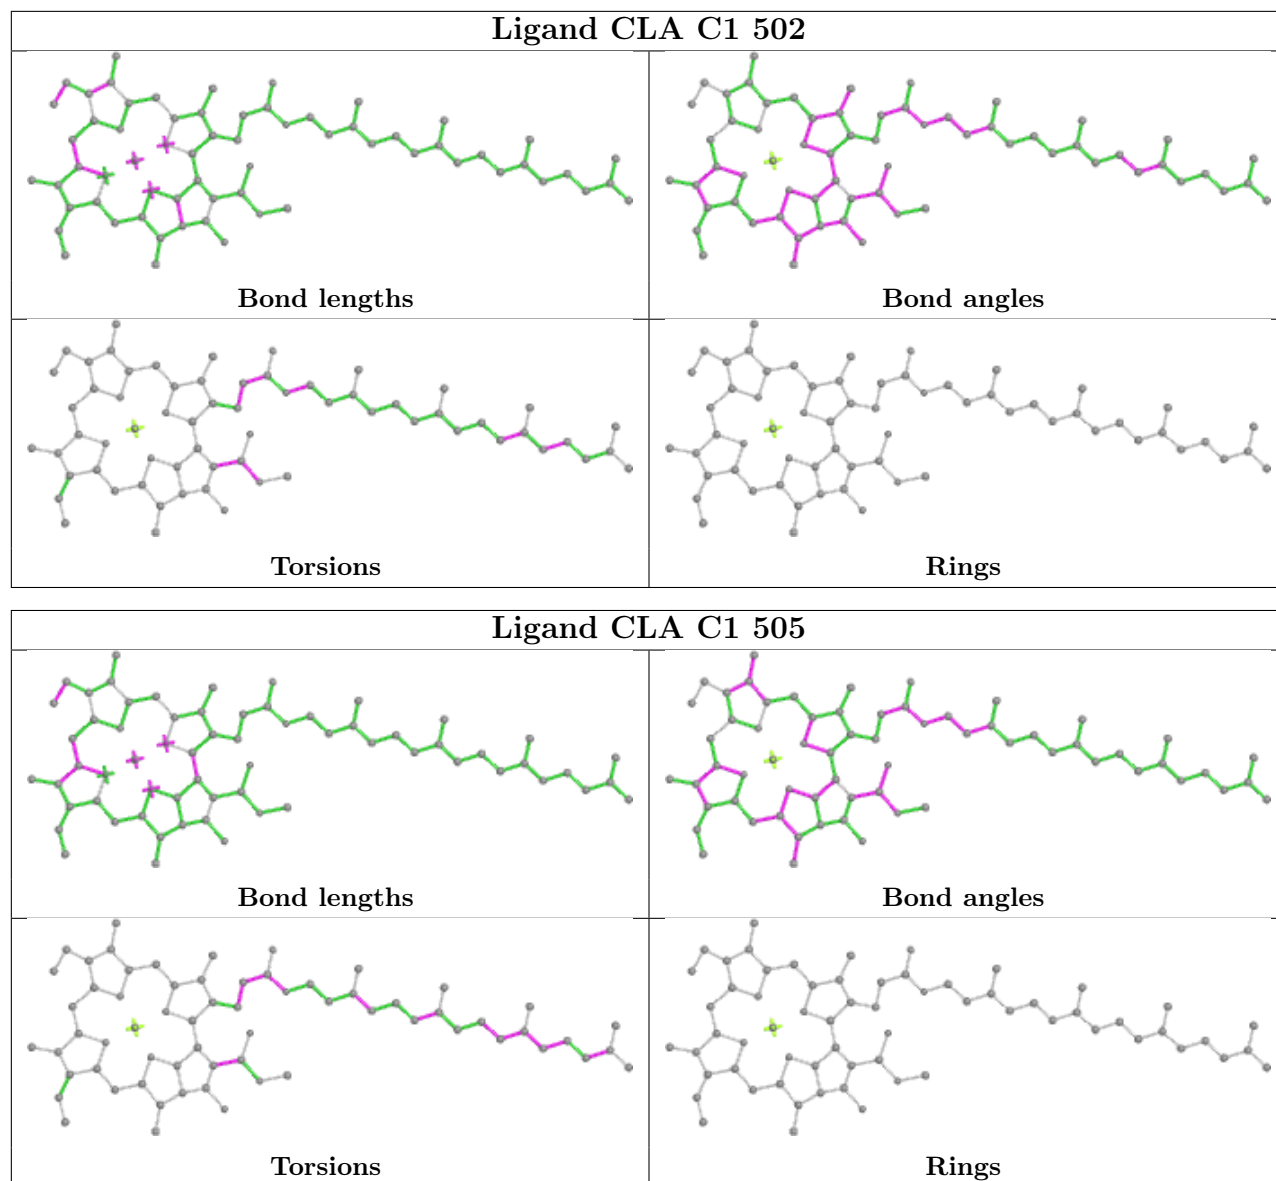 Ligand CLA C1 502
Bond lengths
Bond angles
Torsions
Rings
Ligand CLA C1 505
Bond lengths
Bond angles
Torsions
Rings